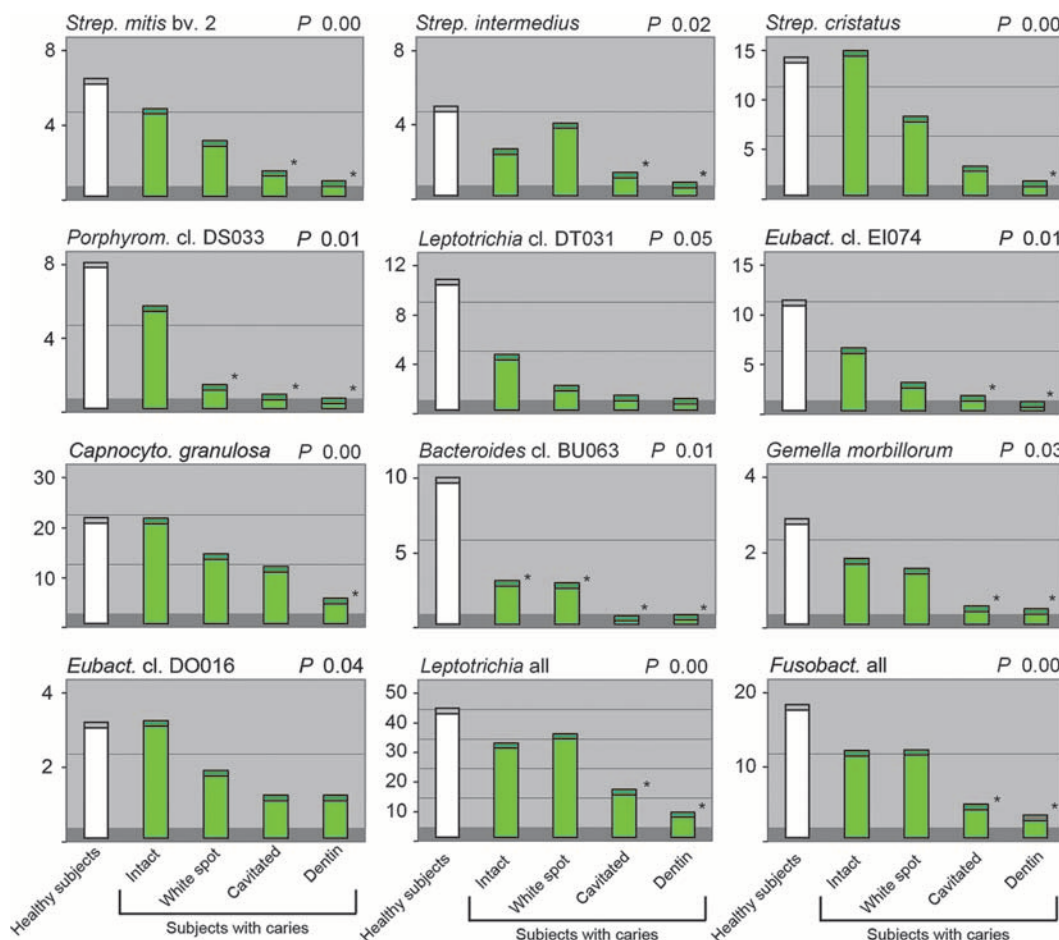 Strep. mitis bv. 2 P 0.00
8
4
*
*
Strep. intermedius P 0.02
8
4
*
*
Strep. cristatus P 0.00
15
10
5
*
Porphyrom. cl. DS033 P 0.01
8
4
*
*
*
Leptotrichia cl. DT031 P 0.05
12
8
4
Eubact. cl. EI074 P 0.01
15
10
5
*
*
Capnocyto. granulosa P 0.00
30
20
10
*
Bacteroides cl. BU063 P 0.01
10
5
*
*
*
*
Gemella morbillorum P 0.03
4
2
*
*
Eubact. cl. DO016 P 0.04
4
2
Leptotrichia all P 0.00
50
40
30
20
10
*
*
Fusobact. all P 0.00
20
10
*
*
Healthy subjects
Intact
White spot
Cavitated
Dentin
Subjects with caries
Healthy subjects
Intact
White spot
Cavitated
Dentin
Subjects with caries
Healthy subjects
Intact
White spot
Cavitated
Dentin
Subjects with caries